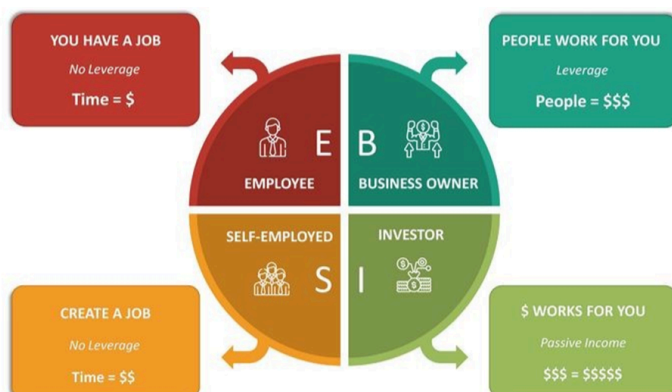 YOU HAVE A JOB
No Leverage
Time = $
PEOPLE WORK FOR YOU
Leverage
People = $$$
E
EMPLOYEE
B
BUSINESS OWNER
SELF-EMPLOYED
S
INVESTOR
I
CREATE A JOB
No Leverage
Time = $$
$ WORKS FOR YOU
Passive Income
$$$ = $$$$$